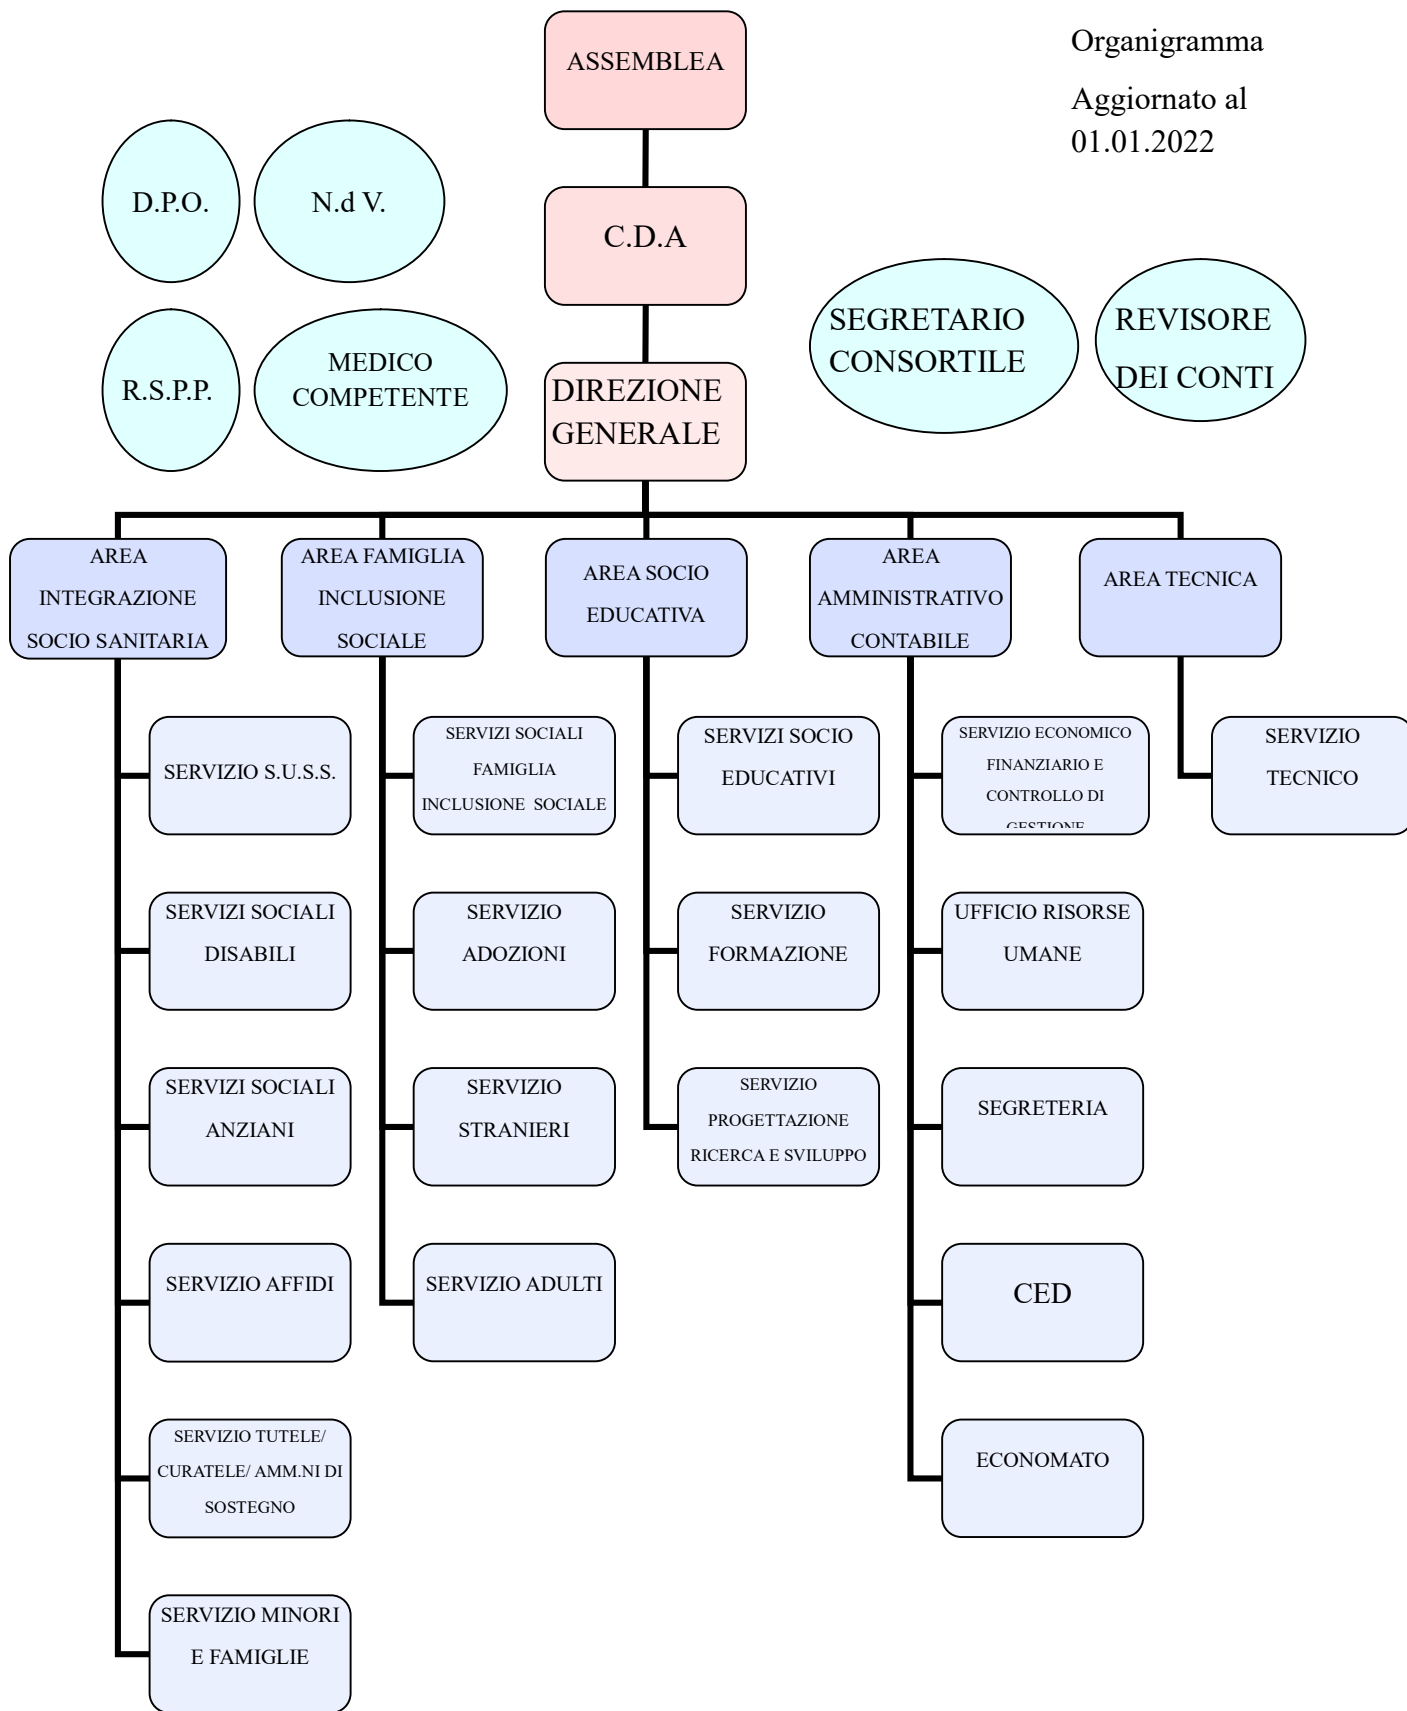 Organigramma
Aggiornato al
01.01.2022
ASSEMBLEA
D.P.O.
N.d V.
C.D.A
R.S.P.P.
MEDICO
COMPETENTE
DIREZIONE
GENERALE
SEGRETARIO
CONSORTILE
REVISORE
DEI CONTI
AREA
INTEGRAZIONE
SOCIO SANITARIA
AREA FAMIGLIA
INCLUSIONE
SOCIALE
AREA SOCIO
EDUCATIVA
AREA
AMMINISTRATIVO
CONTABILE
AREA TECNICA
SERVIZIO S.U.S.S.
SERVIZI SOCIALI
FAMIGLIA
INCLUSIONE  SOCIALE
SERVIZI SOCIO
EDUCATIVI
SERVIZIO ECONOMICO
FINANZIARIO E
CONTROLLO DI
GESTIONE
SERVIZIO
TECNICO
SERVIZI SOCIALI
DISABILI
SERVIZIO
ADOZIONI
SERVIZIO
FORMAZIONE
UFFICIO RISORSE
UMANE
SERVIZI SOCIALI
ANZIANI
SERVIZIO
STRANIERI
SERVIZIO
PROGETTAZIONE
RICERCA E SVILUPPO
SEGRETERIA
SERVIZIO AFFIDI
SERVIZIO ADULTI
CED
SERVIZIO TUTELE/
CURATELE/ AMM.NI DI
SOSTEGNO
ECONOMATO
SERVIZIO MINORI
E FAMIGLIE